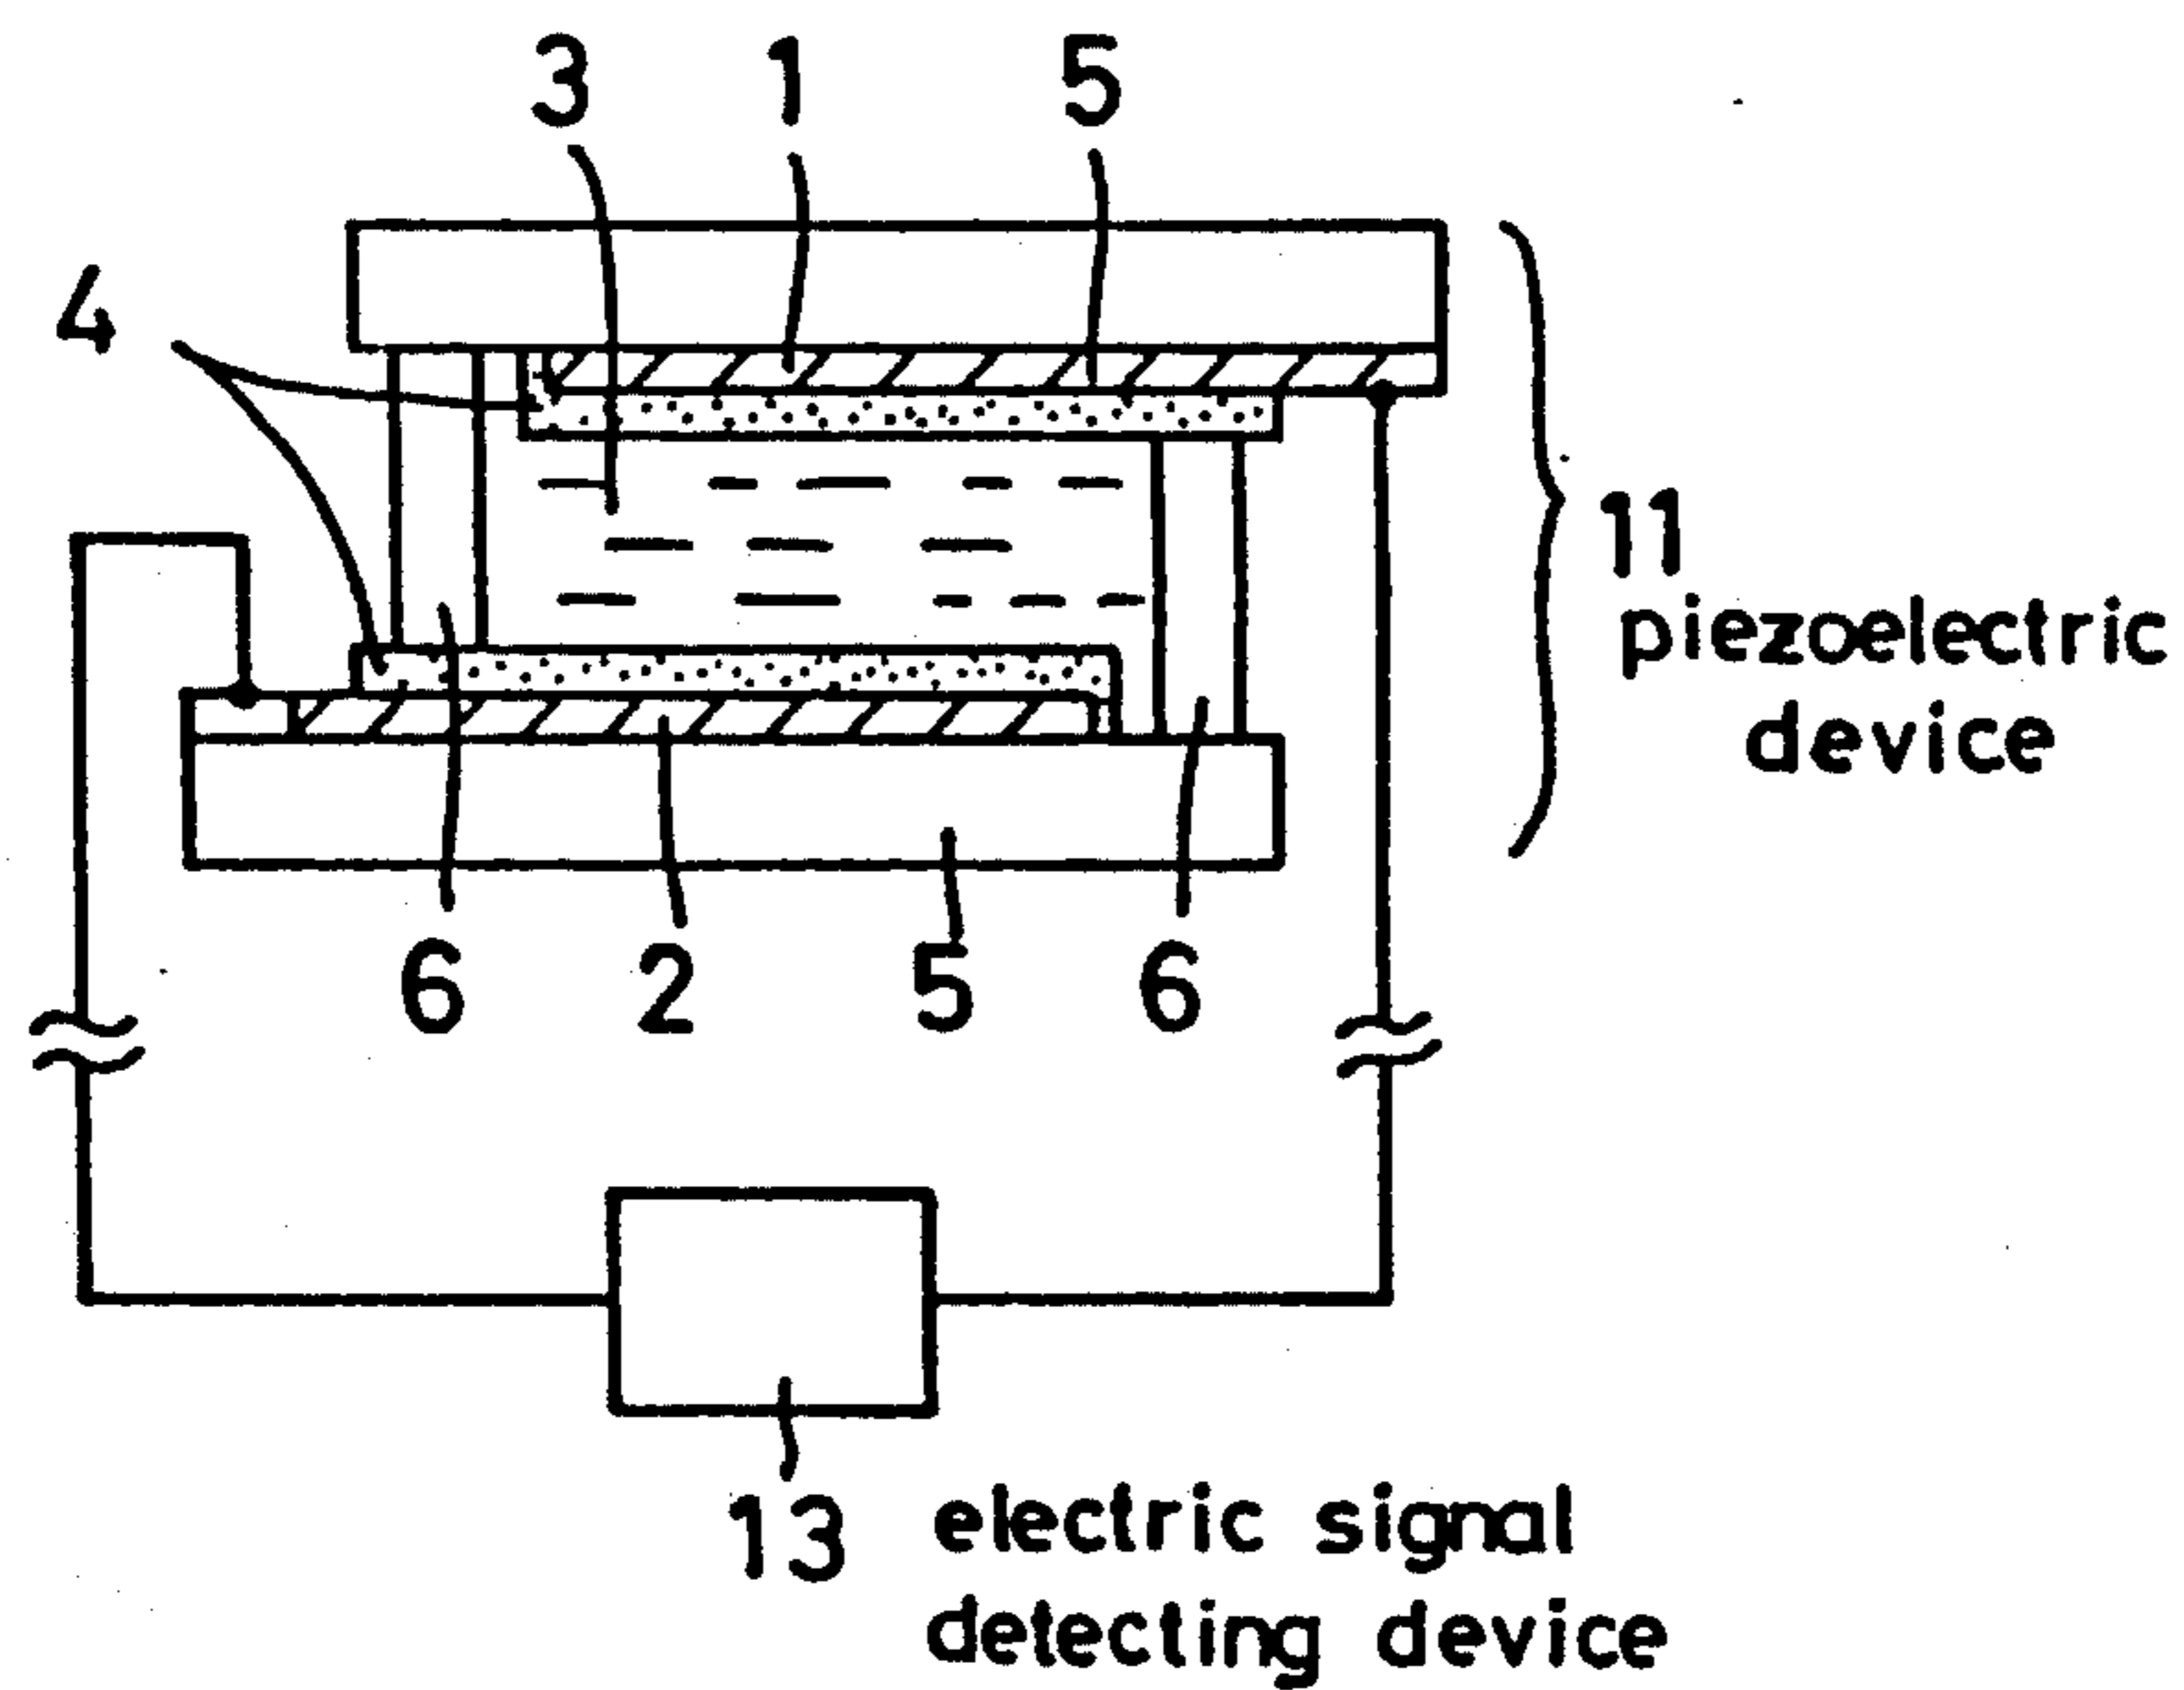 3 1 5
4
11
piezoelectric
device
6 2 5 6
13 electric signal
detecting device